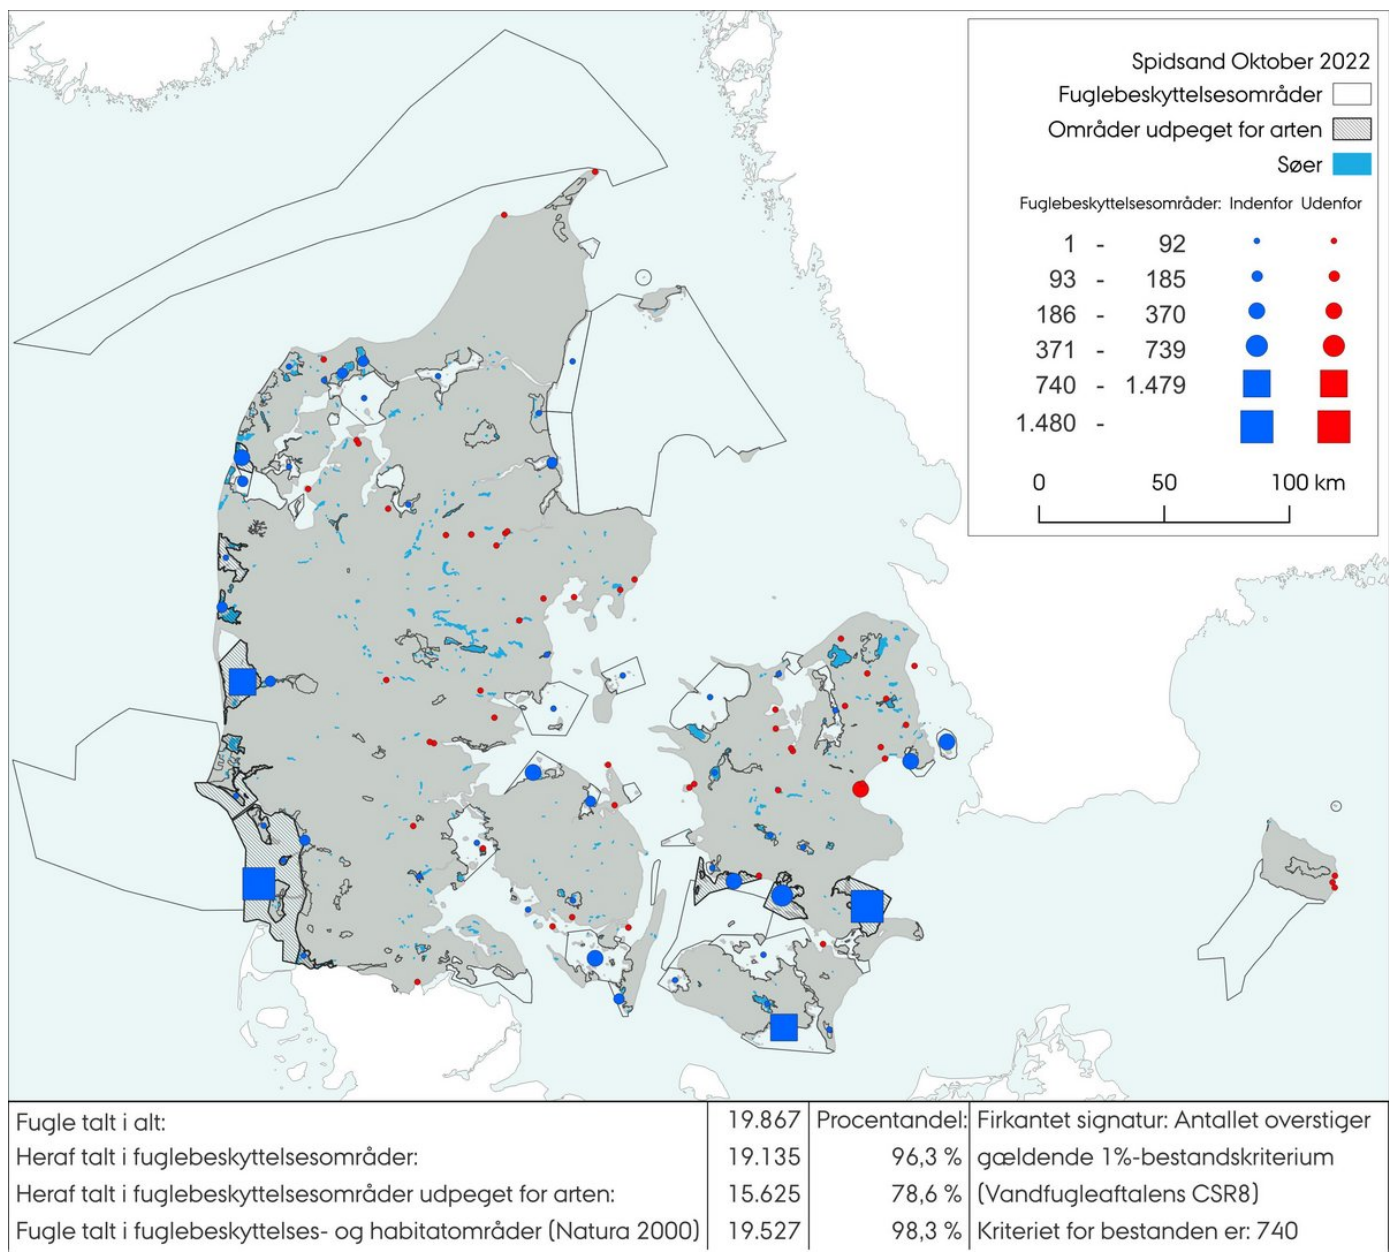 Spidsand Oktober 2022
Fuglebeskyttelsesområder
Områder udpeget for arten
Søer
Fuglebeskyttelsesområder: Indenfor Udenfor
1 - 92
93 - 185
186 - 370
371 - 739
740 - 1.479
1.480 -
0 50 100 km
Fugle talt i alt: 19.867 Procentandel: Firkantet signatur: Antallet overstiger
Heraf talt i fuglebeskyttelsesområder: 19.135 96,3 % gældende 1%-bestandskriterium
Heraf talt i fuglebeskyttelsesområder udpeget for arten: 15.625 78,6 % (Vandfugleaftalens CSR8)
Fugle talt i fuglebeskyttelses- og habitatområder (Natura 2000) 19.527 98,3 % Kriteriet for bestanden er: 740